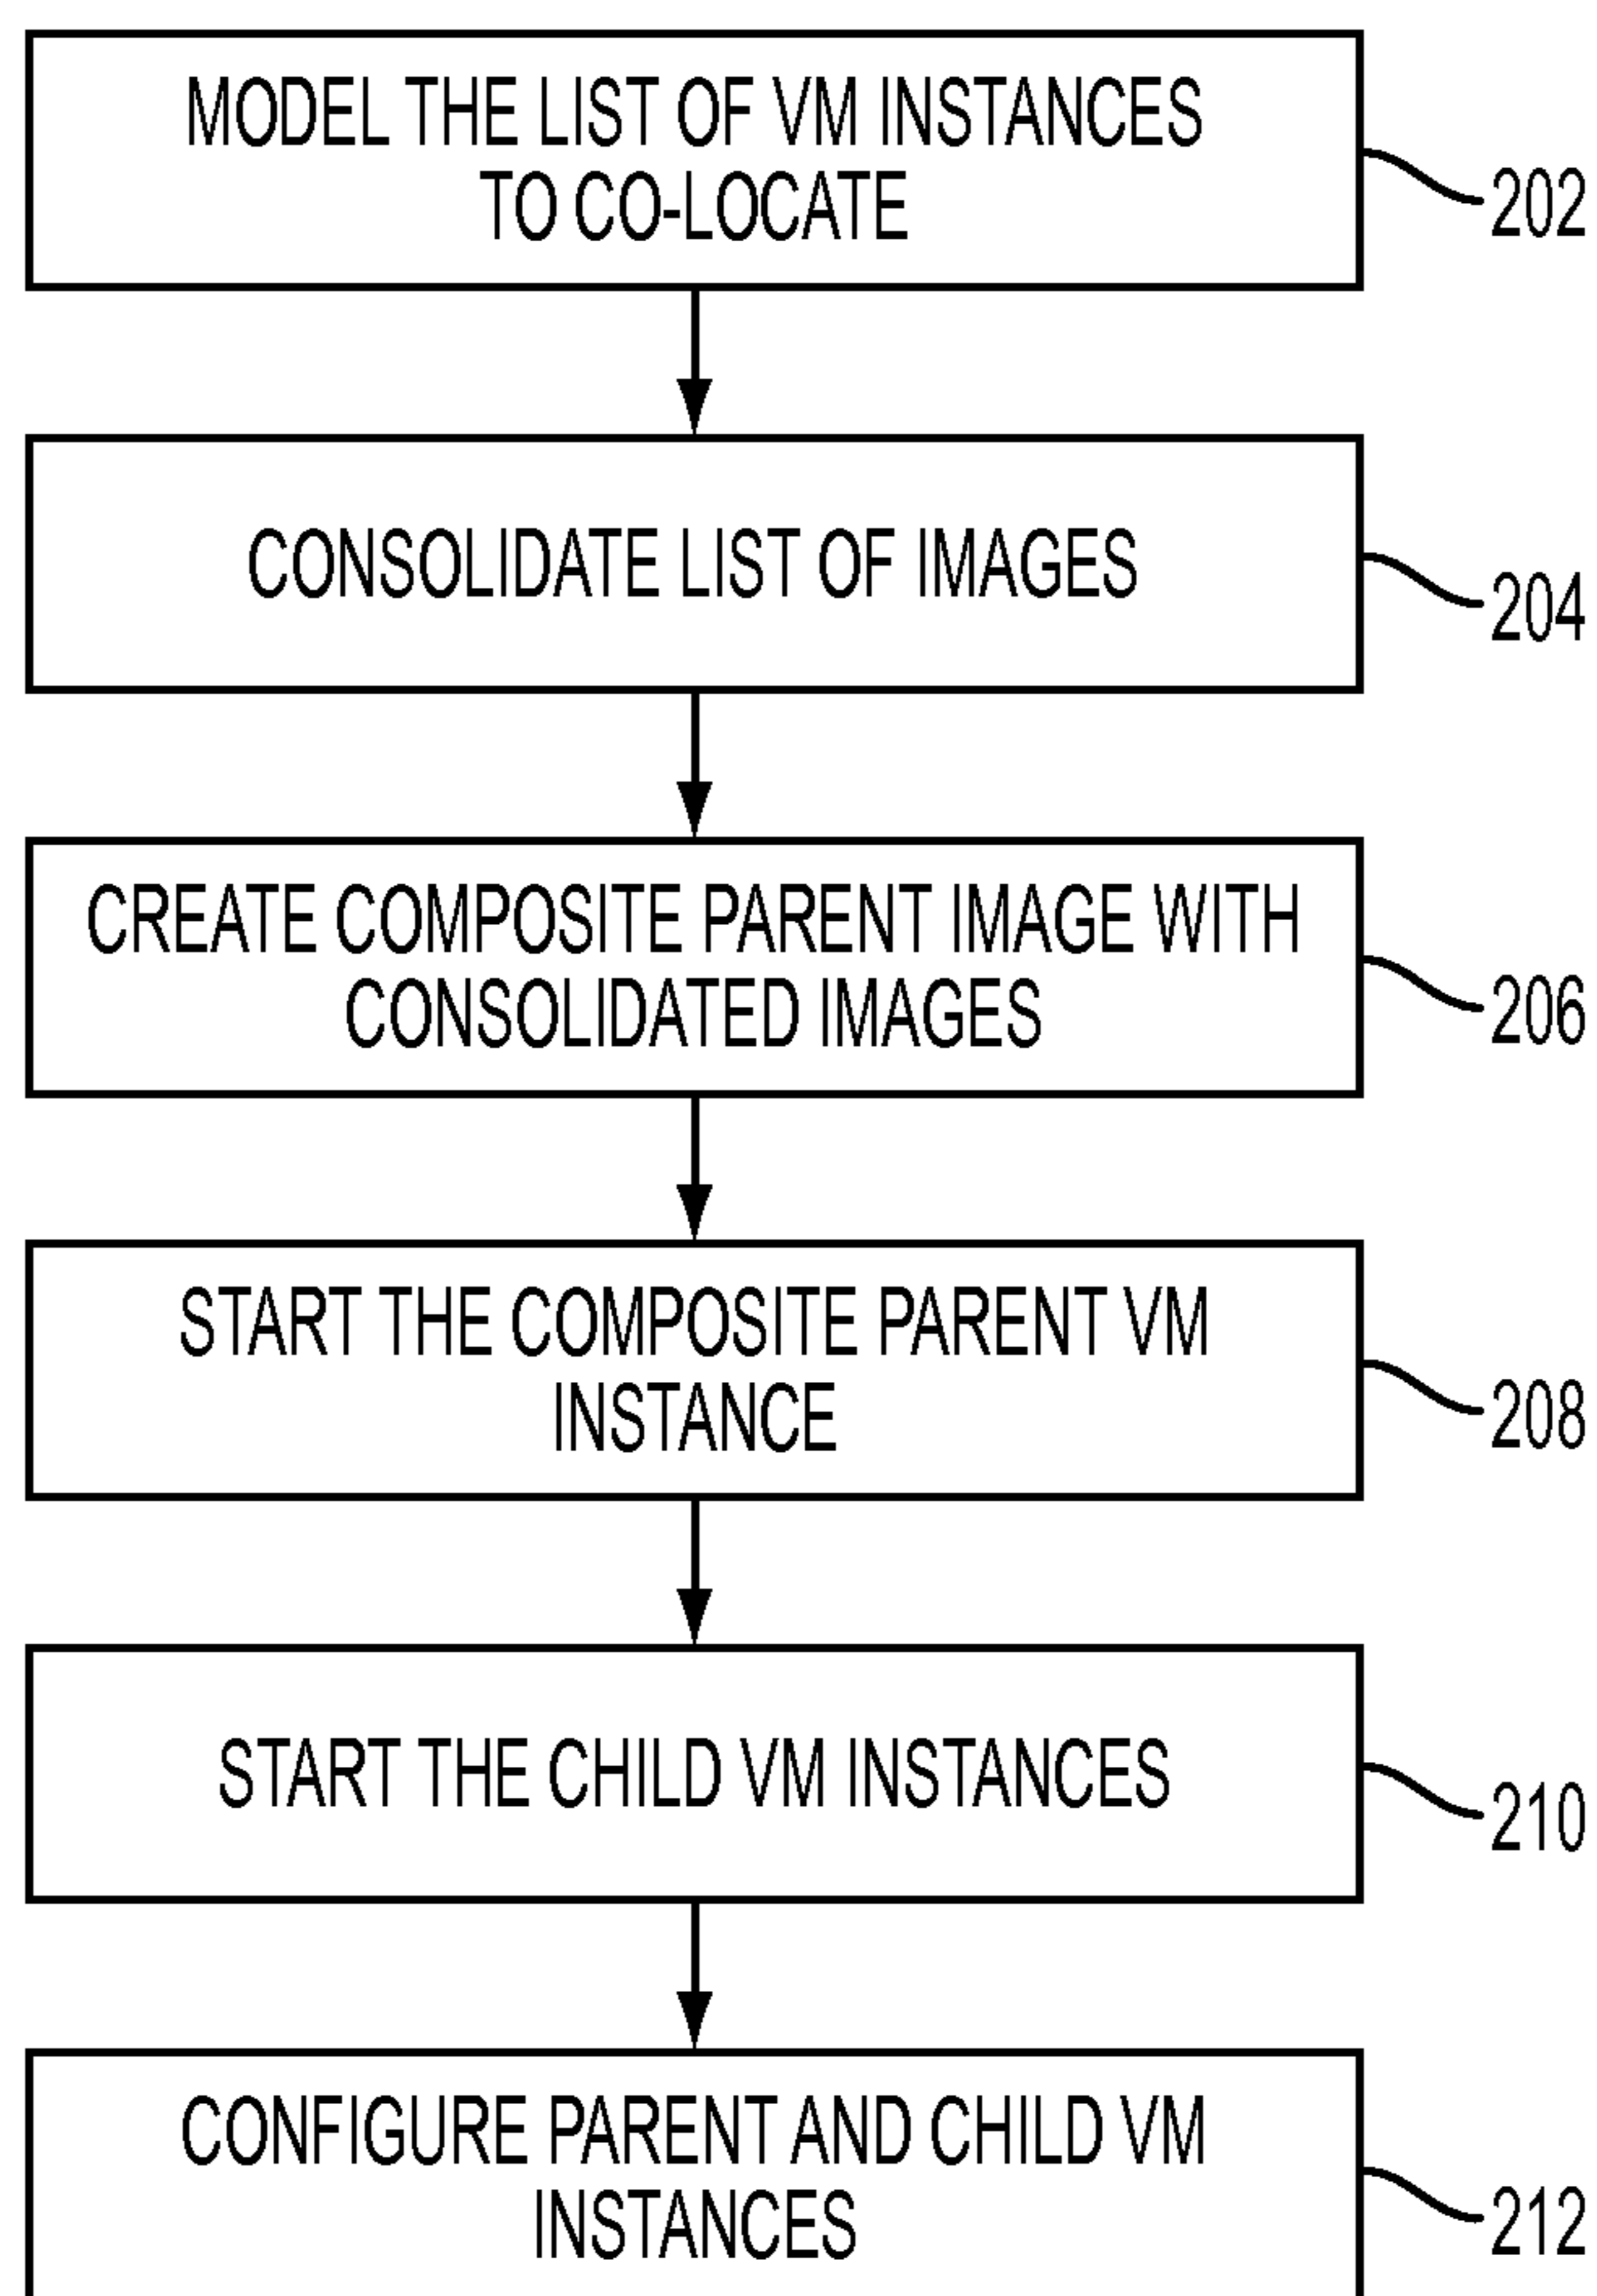 MODEL THE LIST OF VM INSTANCES
TO CO-LOCATE
202
CONSOLIDATE LIST OF IMAGES
204
CREATE COMPOSITE PARENT IMAGE WITH
CONSOLIDATED IMAGES
206
START THE COMPOSITE PARENT VM
INSTANCE
208
START THE CHILD VM INSTANCES
210
CONFIGURE PARENT AND CHILD VM
INSTANCES
212